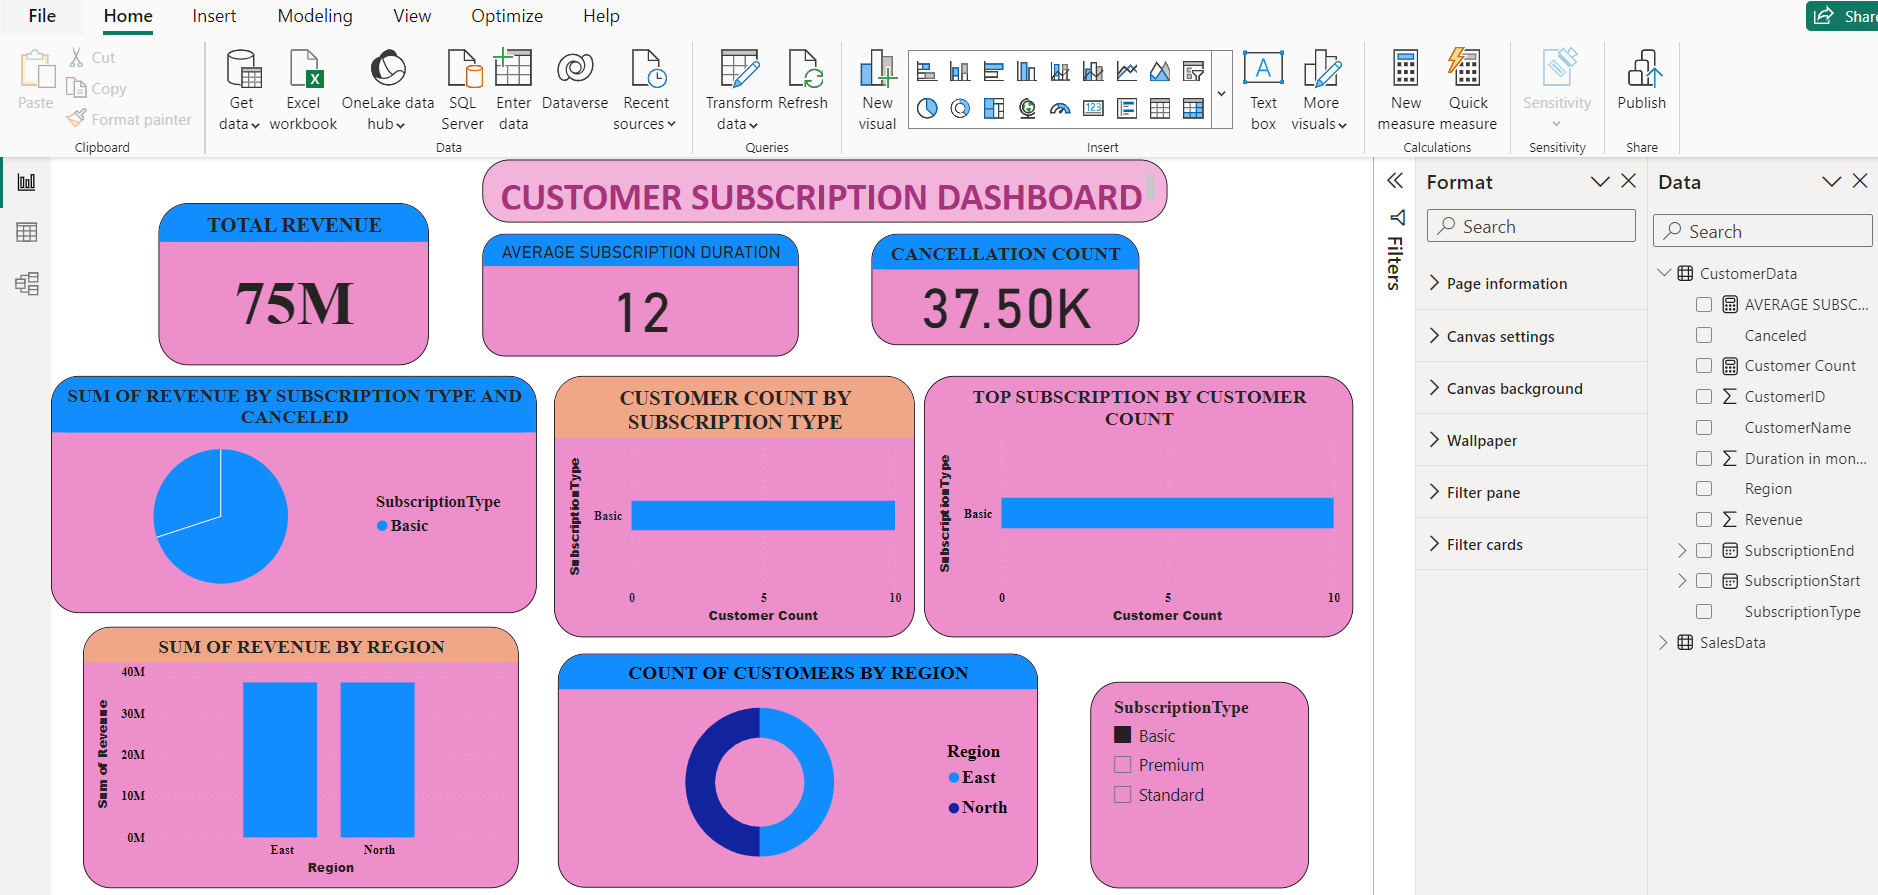 File Home Insert Modeling View Optimize Help Share
Paste
Cut
Copy
Format painter
Clipboard
Get data
Excel workbook
OneLake data hub
SQL Server
Enter data
Dataverse
Recent sources
Data
Transform data
Refresh
Queries
New visual
123
A
Text box
More visuals
Insert
New measure
Quick measure
Calculations
Sensitivity
Sensitivity
Publish
Share
CUSTOMER SUBSCRIPTION DASHBOARD
TOTAL REVENUE
75M
AVERAGE SUBSCRIPTION DURATION
12
CANCELLATION COUNT
37.50K
SUM OF REVENUE BY SUBSCRIPTION TYPE AND
CANCELED
SubscriptionType
Basic
CUSTOMER COUNT BY
SUBSCRIPTION TYPE
SubscriptionType
Basic
0 5 10
Customer Count
TOP SUBSCRIPTION BY CUSTOMER
COUNT
SubscriptionType
Basic
0 5 10
Customer Count
SUM OF REVENUE BY REGION
Sum of Revenue
40M
30M
20M
10M
0M
East North
Region
COUNT OF CUSTOMERS BY REGION
Region
East
North
SubscriptionType
Basic
Premium
Standard
Filters
Format
Search
Page information
Canvas settings
Canvas background
Wallpaper
Filter pane
Filter cards
Data
Search
CustomerData
AVERAGE SUBSC...
Canceled
Customer Count
CustomerID
CustomerName
Duration in mon...
Region
Revenue
SubscriptionEnd
SubscriptionStart
SubscriptionType
SalesData